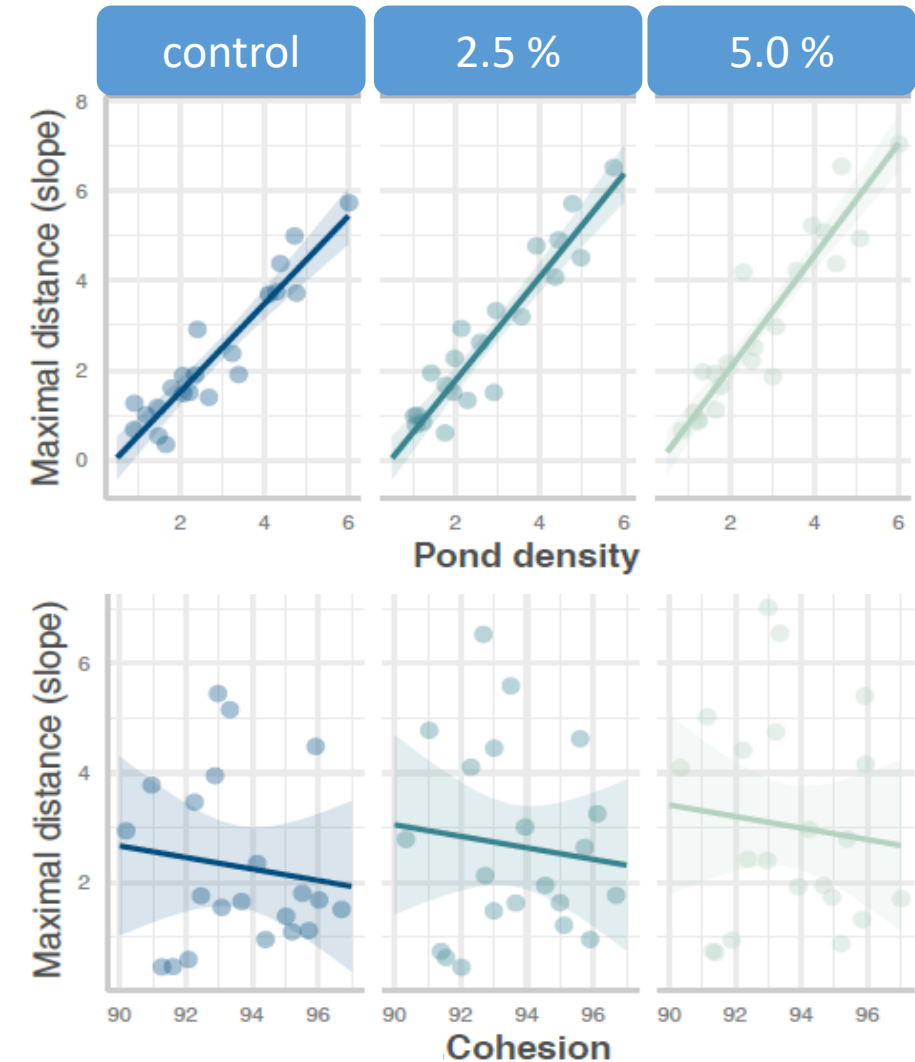 control 2.5 % 5.0 %
Maximal distance (slope)
8
6
4
2
0
2 4 6 2 4 6 2 4 6
Pond density
Maximal distance (slope)
6
4
2
90 92 94 96 90 92 94 96 90 92 94 96
Cohesion